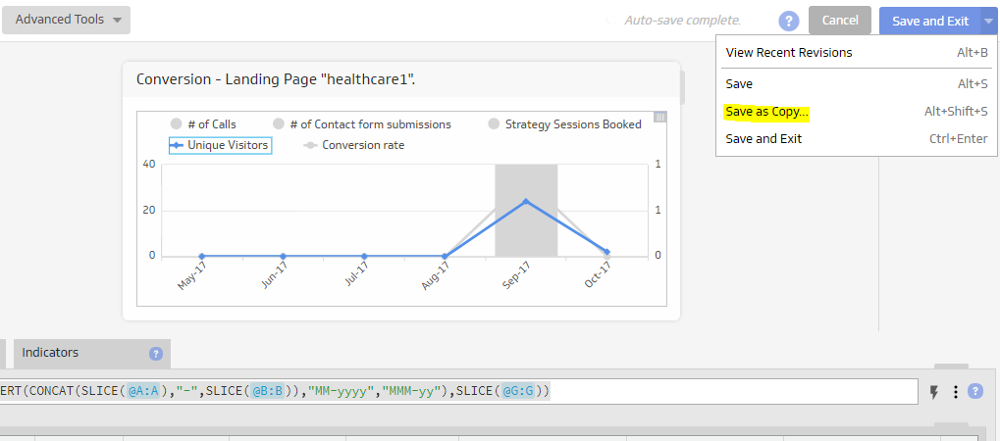 Advanced Tools
Auto-save complete.
?
Cancel
Save and Exit
View Recent Revisions Alt+B
Save Alt+S
Save as Copy... Alt+Shift+S
Save and Exit Ctrl+Enter
Conversion - Landing Page "healthcare1".
# of Calls # of Contact form submissions Strategy Sessions Booked
Unique Visitors Conversion rate
40 1
20 1
0 0
May-17 Jun-17 Jul-17 Aug-17 Sep-17 Oct-17
Indicators ?
ERT(CONCAT(SLICE(@A:A),"-",SLICE(@B:B)),"MM-yyyy","MMM-yy"),SLICE(@G:G)) ?